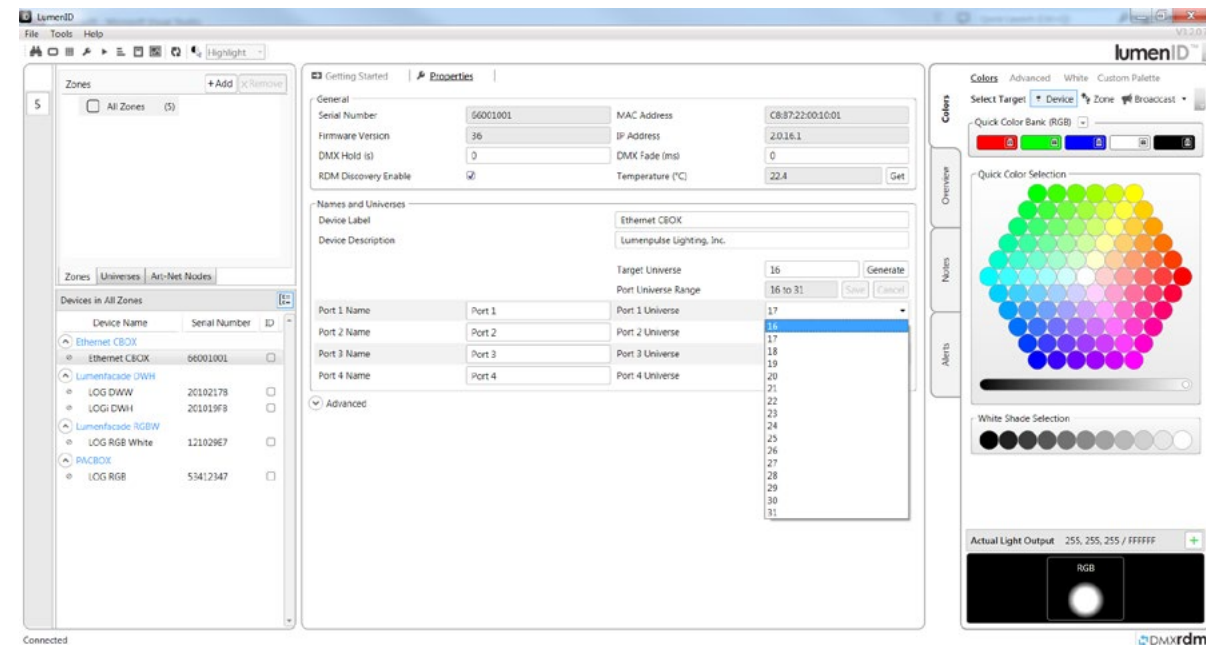 LumenID
File Tools Help
V1.2.0
Highlight
lumenID™
5
Zones +Add Remove
All Zones (5)
Zones Universes Art-Net Nodes
Devices in All Zones
Device Name Serial Number ID
Ethernet CBOX
Ethernet CBOX 66001001
Lumenfacade DWH
LOG DWW 20102178
LOGi DWH 201019F8
Lumenfacade RGBW
LOG RGB White 121029E7
PACBOX
LOG RGB 53412347
Getting Started Properties
General
Serial Number 66001001 MAC Address C8:87:22:00:10:01
Firmware Version 36 IP Address 2.0.16.1
DMX Hold (s) 0 DMX Fade (ms) 0
RDM Discovery Enable Temperature (°C) 22.4 Get
Names and Universes
Device Label Ethernet CBOX
Device Description Lumenpulse Lighting, Inc.
Target Universe 16 Generate
Port Universe Range 16 to 31 Save Cancel
Port 1 Name Port 1 Port 1 Universe 17
Port 2 Name Port 2 Port 2 Universe
Port 3 Name Port 3 Port 3 Universe
Port 4 Name Port 4 Port 4 Universe
16
17
18
19
20
21
22
23
24
25
26
27
28
29
30
31
Advanced
Colors
Overview
Notes
Alerts
Colors Advanced White Custom Palette
Select Target Device Zone Broadcast
Quick Color Bank (RGB)
Quick Color Selection
White Shade Selection
Actual Light Output 255, 255, 255 / FFFFFF
RGB
Connected
DMXrdm